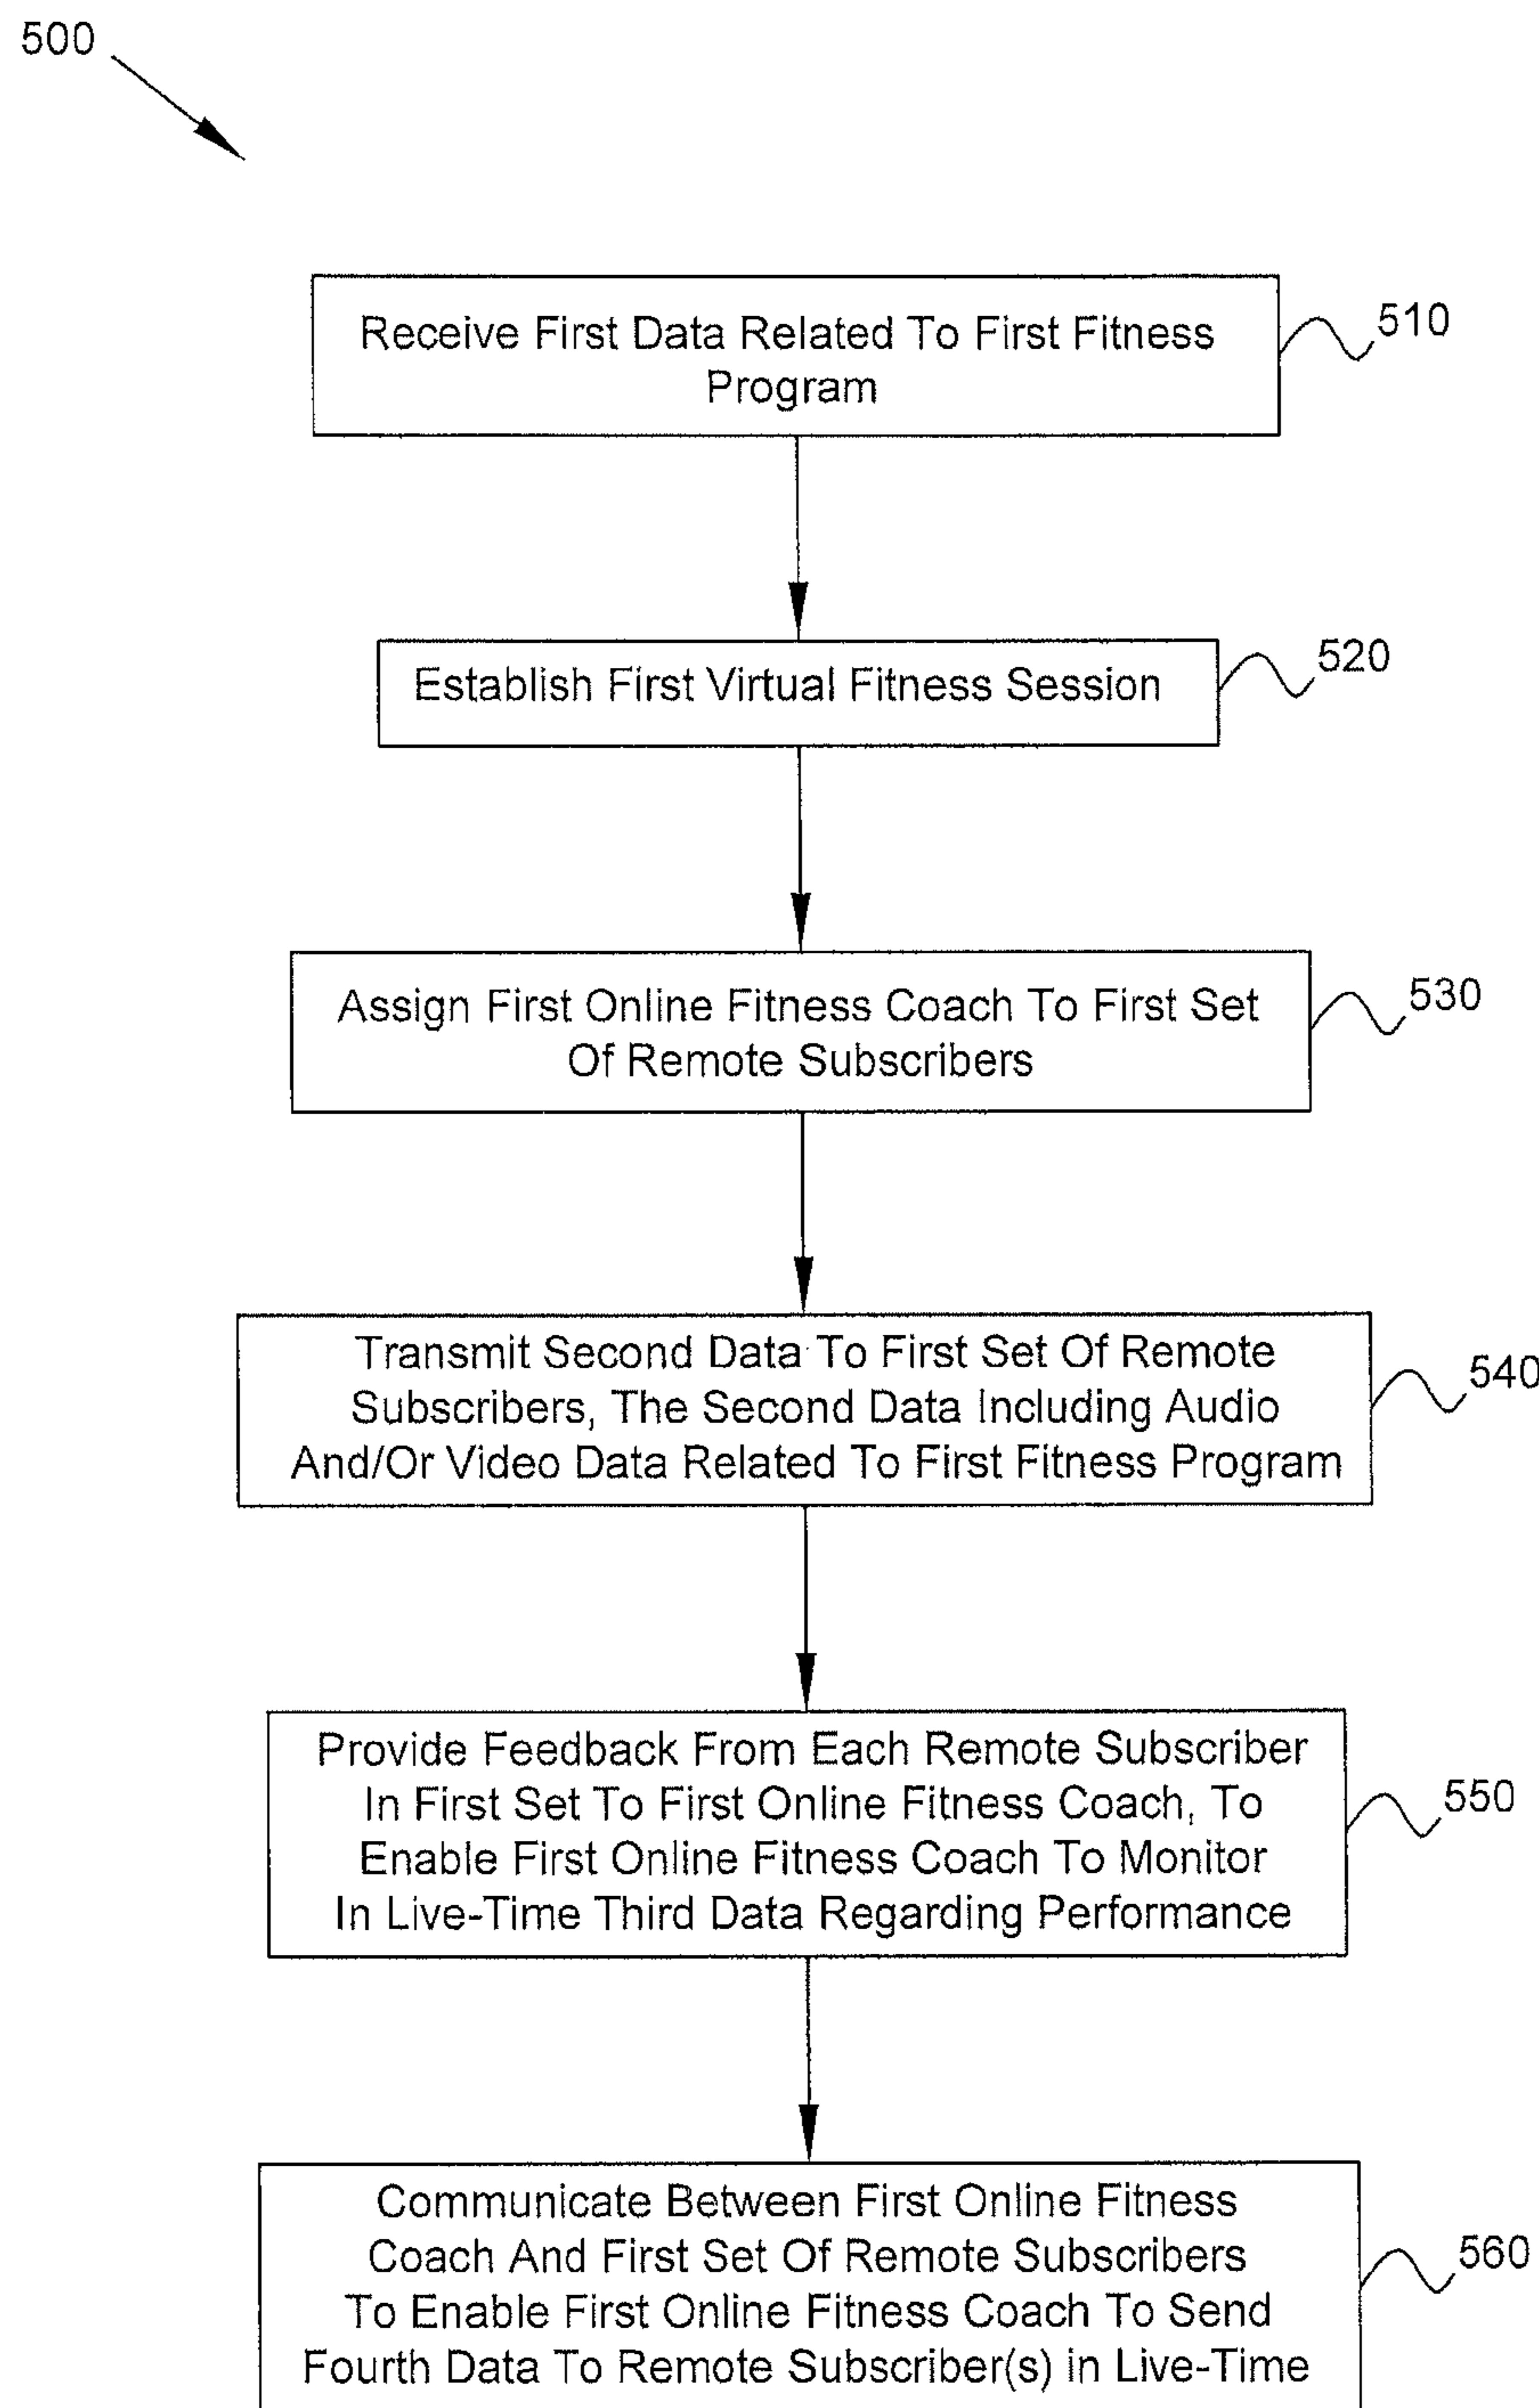 500
Receive First Data Related To First Fitness
Program
510
Establish First Virtual Fitness Session
520
Assign First Online Fitness Coach To First Set
Of Remote Subscribers
530
Transmit Second Data To First Set Of Remote
Subscribers, The Second Data Including Audio
And/Or Video Data Related To First Fitness Program
540
Provide Feedback From Each Remote Subscriber
In First Set To First Online Fitness Coach, To
Enable First Online Fitness Coach To Monitor
In Live-Time Third Data Regarding Performance
550
Communicate Between First Online Fitness
Coach And First Set Of Remote Subscribers
To Enable First Online Fitness Coach To Send
Fourth Data To Remote Subscriber(s) in Live-Time
560